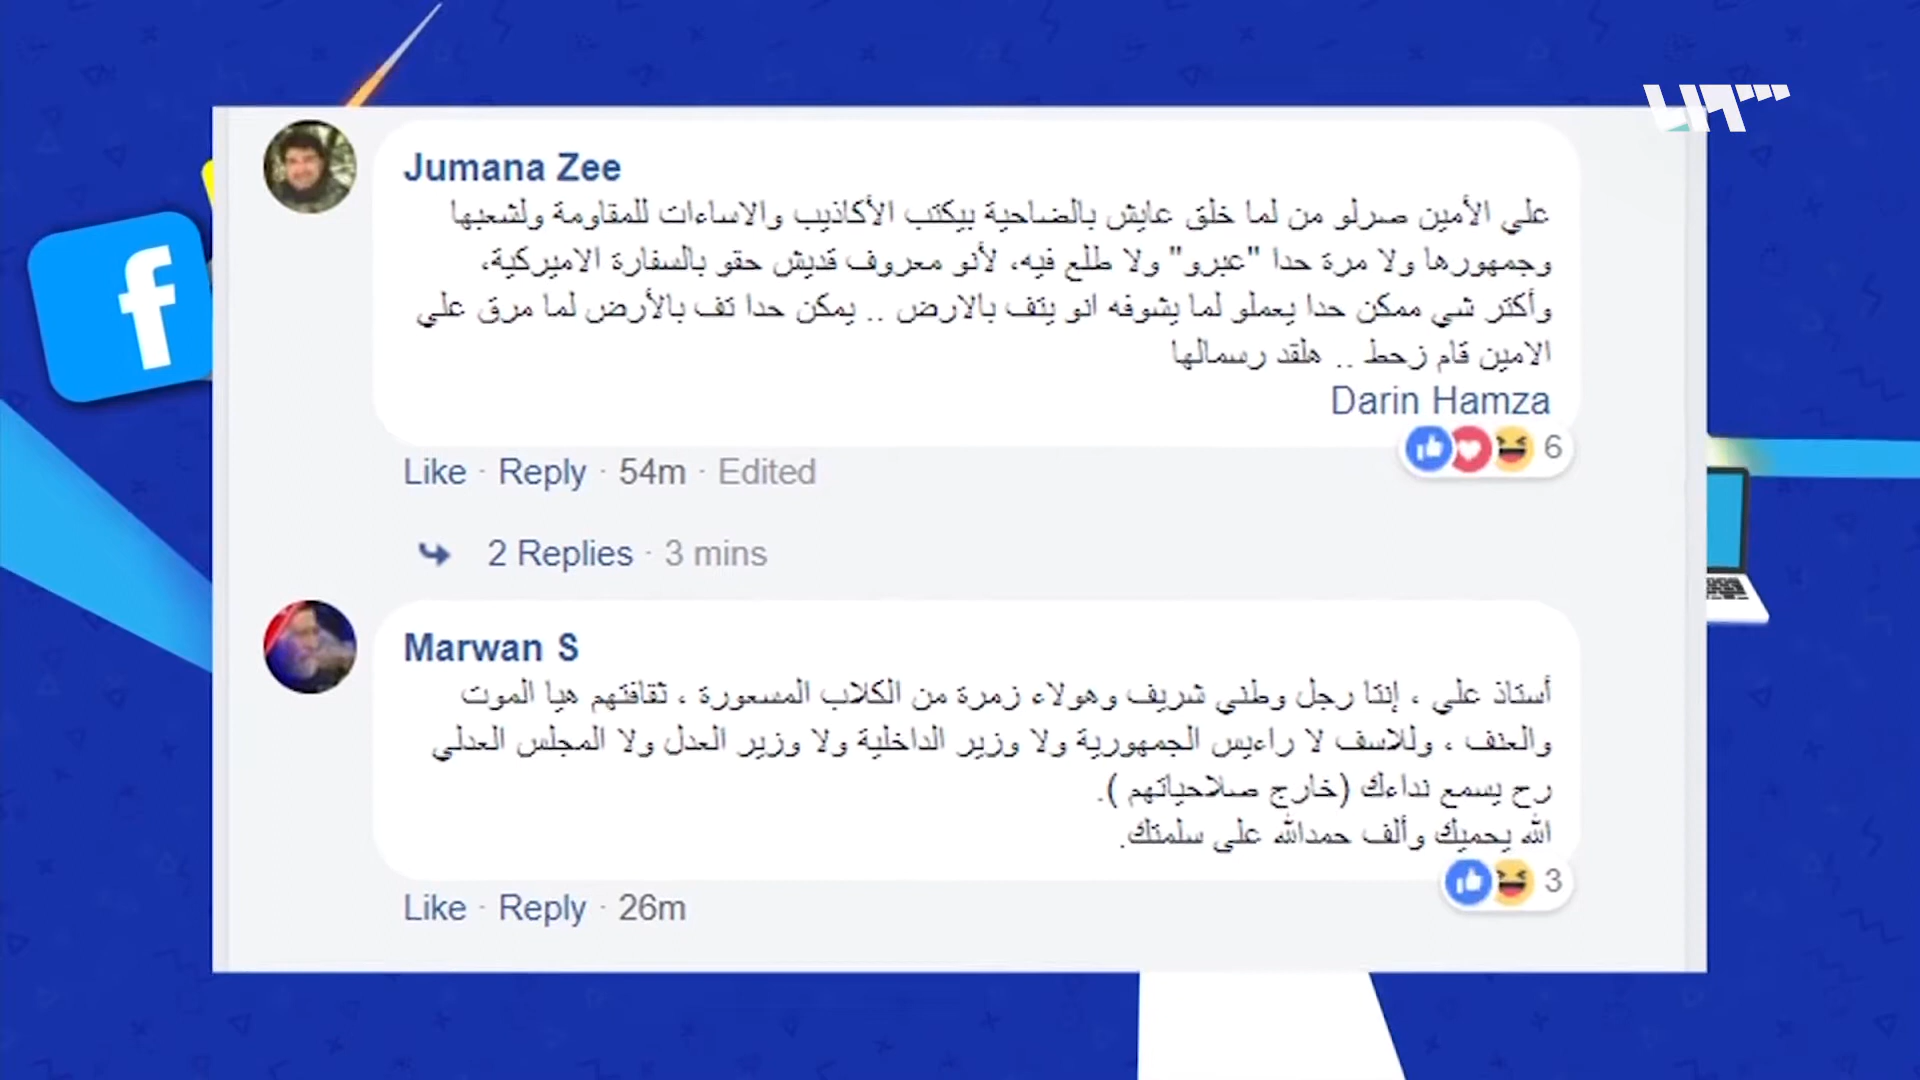 Jumana Zee
علي الأمين صرلو من لما خلق عايش بالضاحية بيكتب الأكاذيب والاساءات للمقاومة ولشعبها
وجمهورها ولا مرة حدا "عبرو" ولا طلع فيه، لأنو معروف قديش حقو بالسفارة الاميركية،
وأكتر شي ممكن حدا يعملو لما يشوفه انو يتف بالارض .. يمكن حدا تف بالأرض لما مرق علي
الامين قام زحط .. هلقد رسمالها
Darin Hamza
6
Like · Reply · 54m · Edited
2 Replies · 3 mins
Marwan S
أستاذ علي ، إنتا رجل وطني شريف وهولاء زمرة من الكلاب المسعورة ، ثقافتهم هيا الموت
والعنف ، وللاسف لا راءيس الجمهورية ولا وزير الداخلية ولا وزير العدل ولا المجلس العدلي
رح يسمع نداءك (خارج صلاحياتهم ).
الله يحميك وألف حمدالله على سلمتك.
3
Like · Reply · 26m